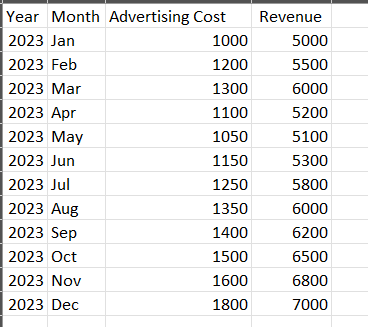 Year Month Advertising Cost Revenue
2023 Jan 1000 5000
2023 Feb 1200 5500
2023 Mar 1300 6000
2023 Apr 1100 5200
2023 May 1050 5100
2023 Jun 1150 5300
2023 Jul 1250 5800
2023 Aug 1350 6000
2023 Sep 1400 6200
2023 Oct 1500 6500
2023 Nov 1600 6800
2023 Dec 1800 7000